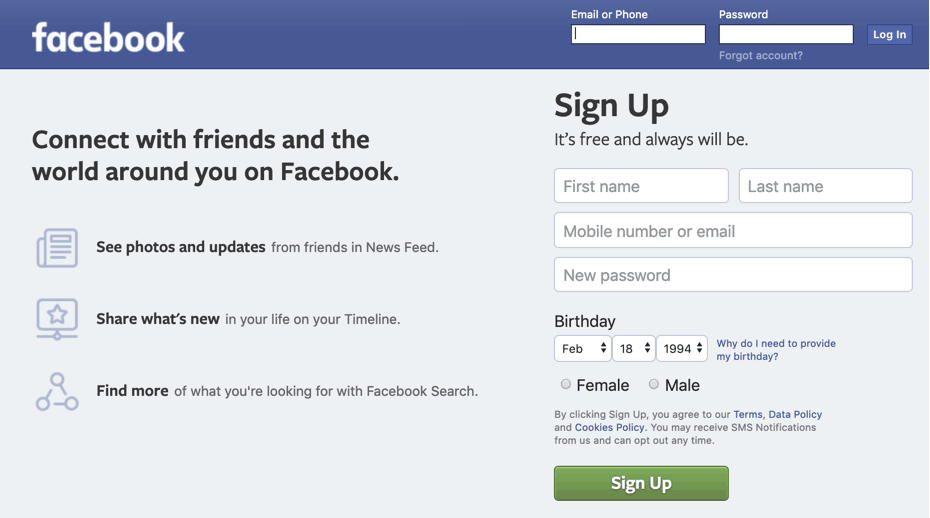 facebook
Email or Phone
Password
Log In
Forgot account?
Connect with friends and the
world around you on Facebook.
See photos and updates from friends in News Feed.
Share what's new in your life on your Timeline.
Find more of what you're looking for with Facebook Search.
Sign Up
It's free and always will be.
First name
Last name
Mobile number or email
New password
Birthday
Feb
18
1994
Why do I need to provide
my birthday?
Female
Male
By clicking Sign Up, you agree to our Terms, Data Policy
and Cookies Policy. You may receive SMS Notifications
from us and can opt out any time.
Sign Up